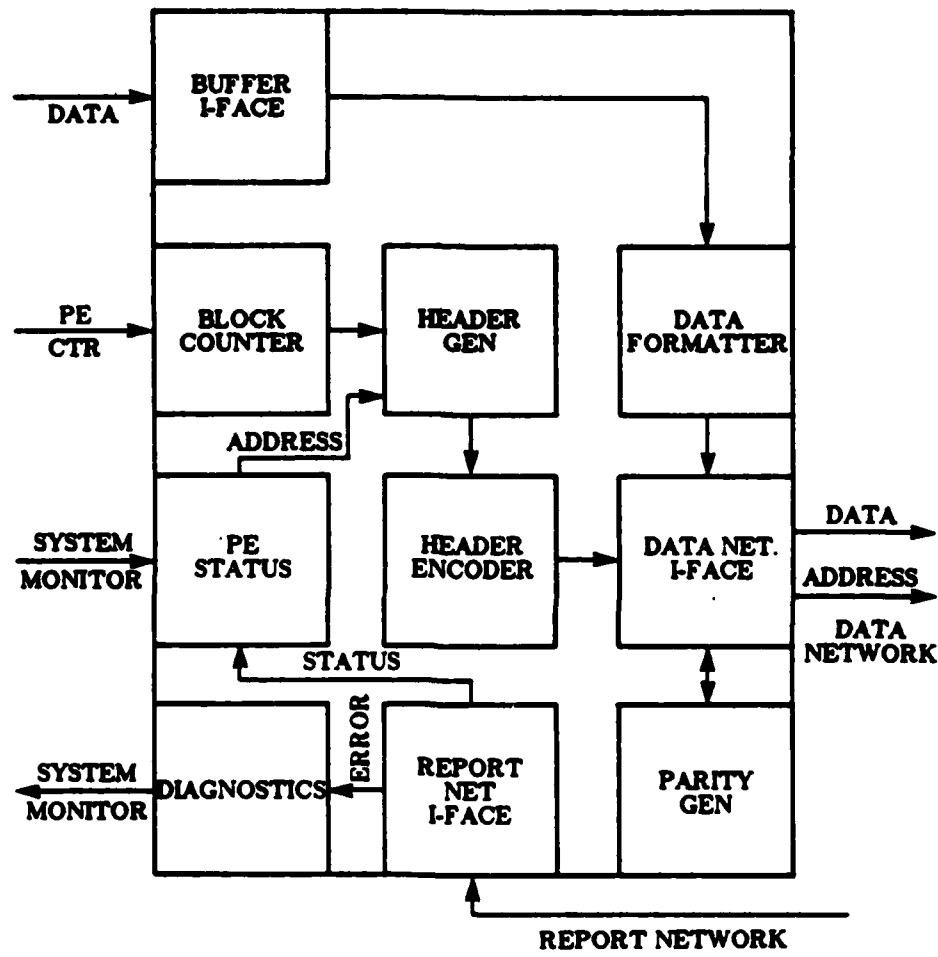 BUFFER
I-FACE
DATA
PE
CTR
BLOCK
COUNTER
HEADER
GEN
DATA
FORMATTER
ADDRESS
SYSTEM
MONITOR
PE
STATUS
HEADER
ENCODER
DATA NET.
I-FACE
DATA
ADDRESS
DATA
NETWORK
STATUS
ERROR
SYSTEM
MONITOR
DIAGNOSTICS
REPORT
NET
I-FACE
PARITY
GEN
REPORT NETWORK